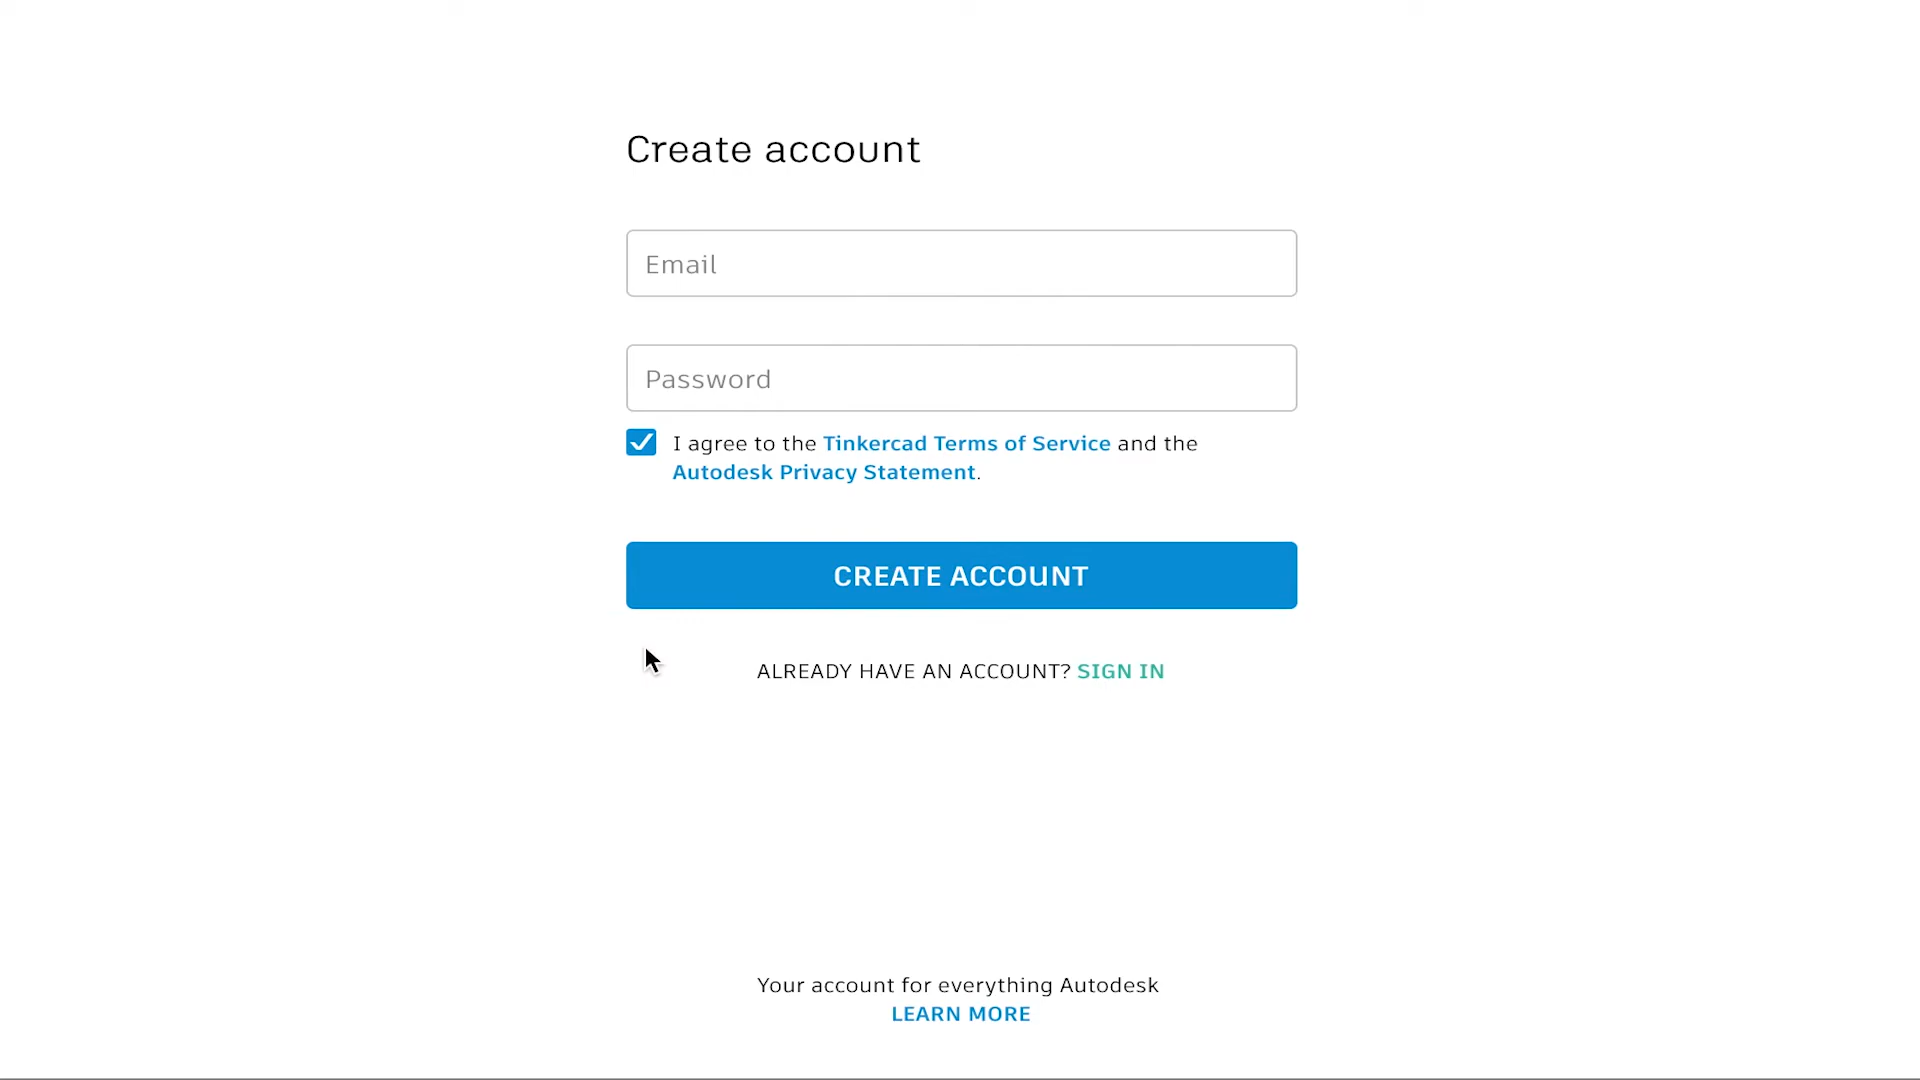 Create account
Email
Password
I agree to the Tinkercad Terms of Service and the
Autodesk Privacy Statement.
CREATE ACCOUNT
ALREADY HAVE AN ACCOUNT? SIGN IN
Your account for everything Autodesk
LEARN MORE